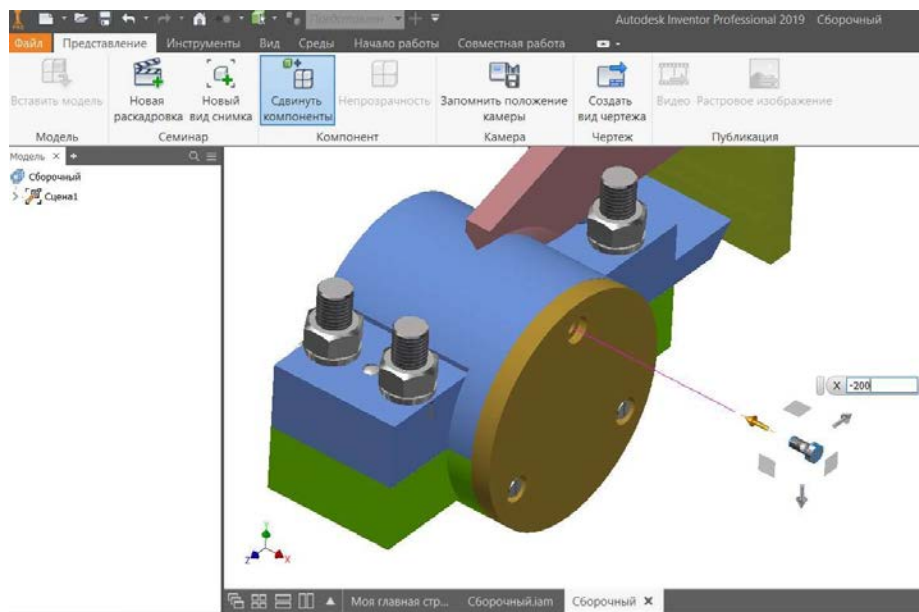 PRO
Autodesk Inventor Professional 2019 Сборочный
Файл Представление Инструменты Вид Среды Начало работы Совместная работа
Вставить модель
Новая раскадровка
Новый вид снимка
Сдвинуть компоненты
Непрозрачность
Запомнить положение камеры
Создать вид чертежа
Видео Растровое изображение
Модель Семинар Компонент Камера Чертеж Публикация
Модель × +
Сборочный
Сцена1
X -200
Y
Z X
Моя главная стр... Сборочный.iam Сборочный ×